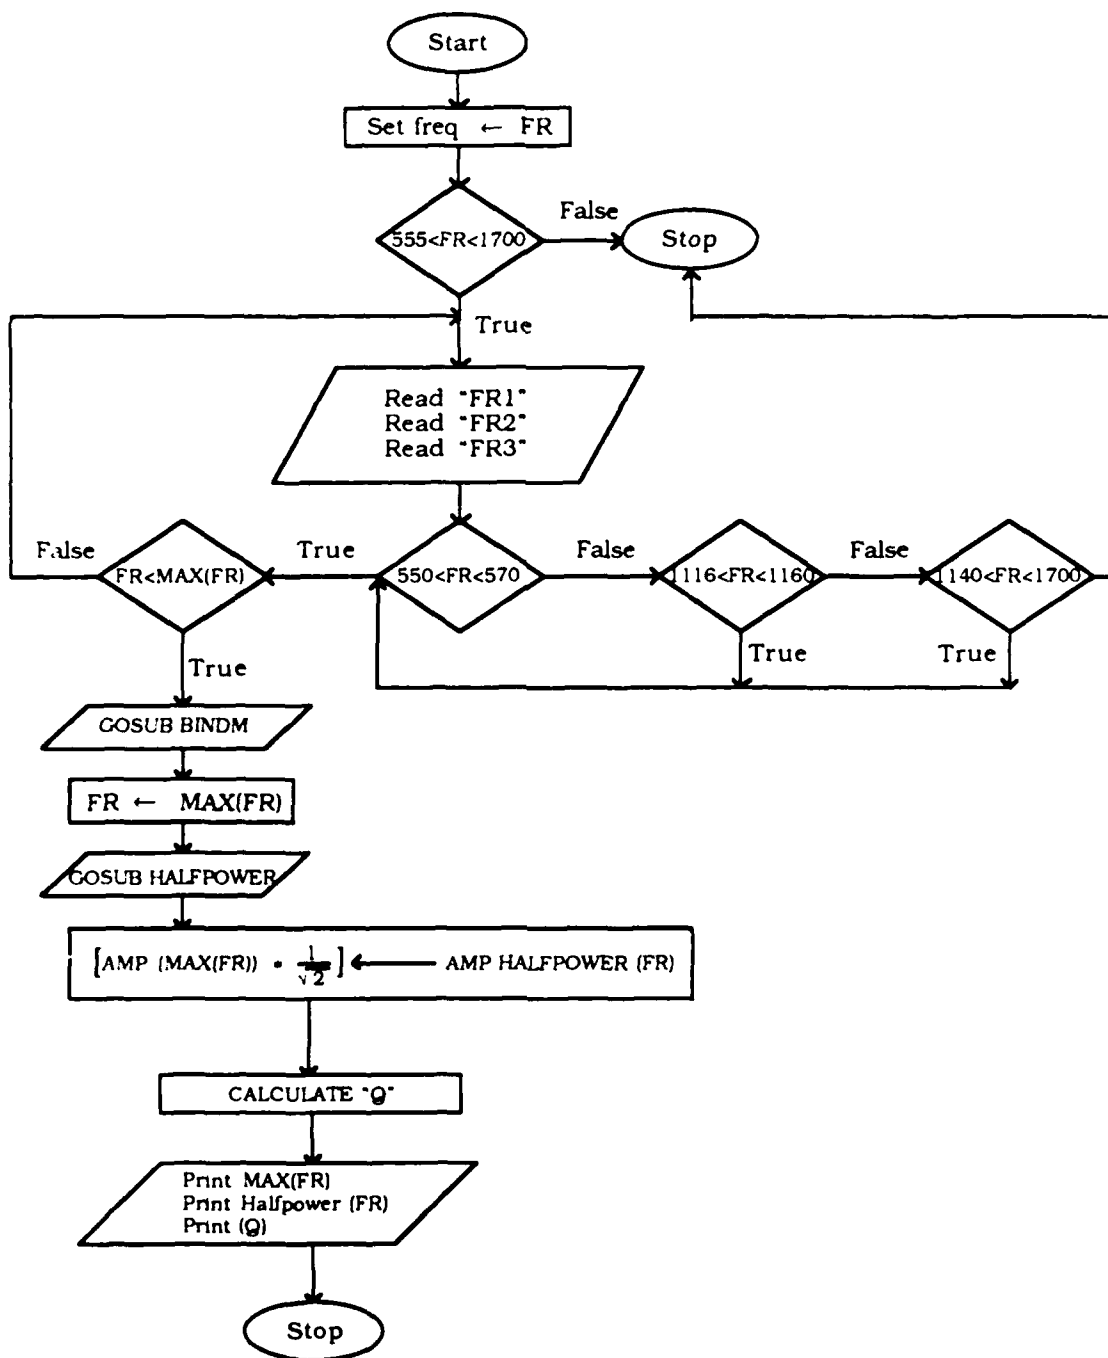 Start
Set freq ← FR
555<FR<1700
False
Stop
True
Read "FR1"
Read "FR2"
Read "FR3"
False
FR<MAX(FR)
True
550<FR<570
False
1116<FR<1160
False
1140<FR<1700
True
True
True
GOSUB BINDM
FR ← MAX(FR)
GOSUB HALFPOWER
[AMP (MAX(FR)) * 1/√2] ← AMP HALFPOWER (FR)
CALCULATE "Q"
Print MAX(FR)
Print Halfpower (FR)
Print (Q)
Stop